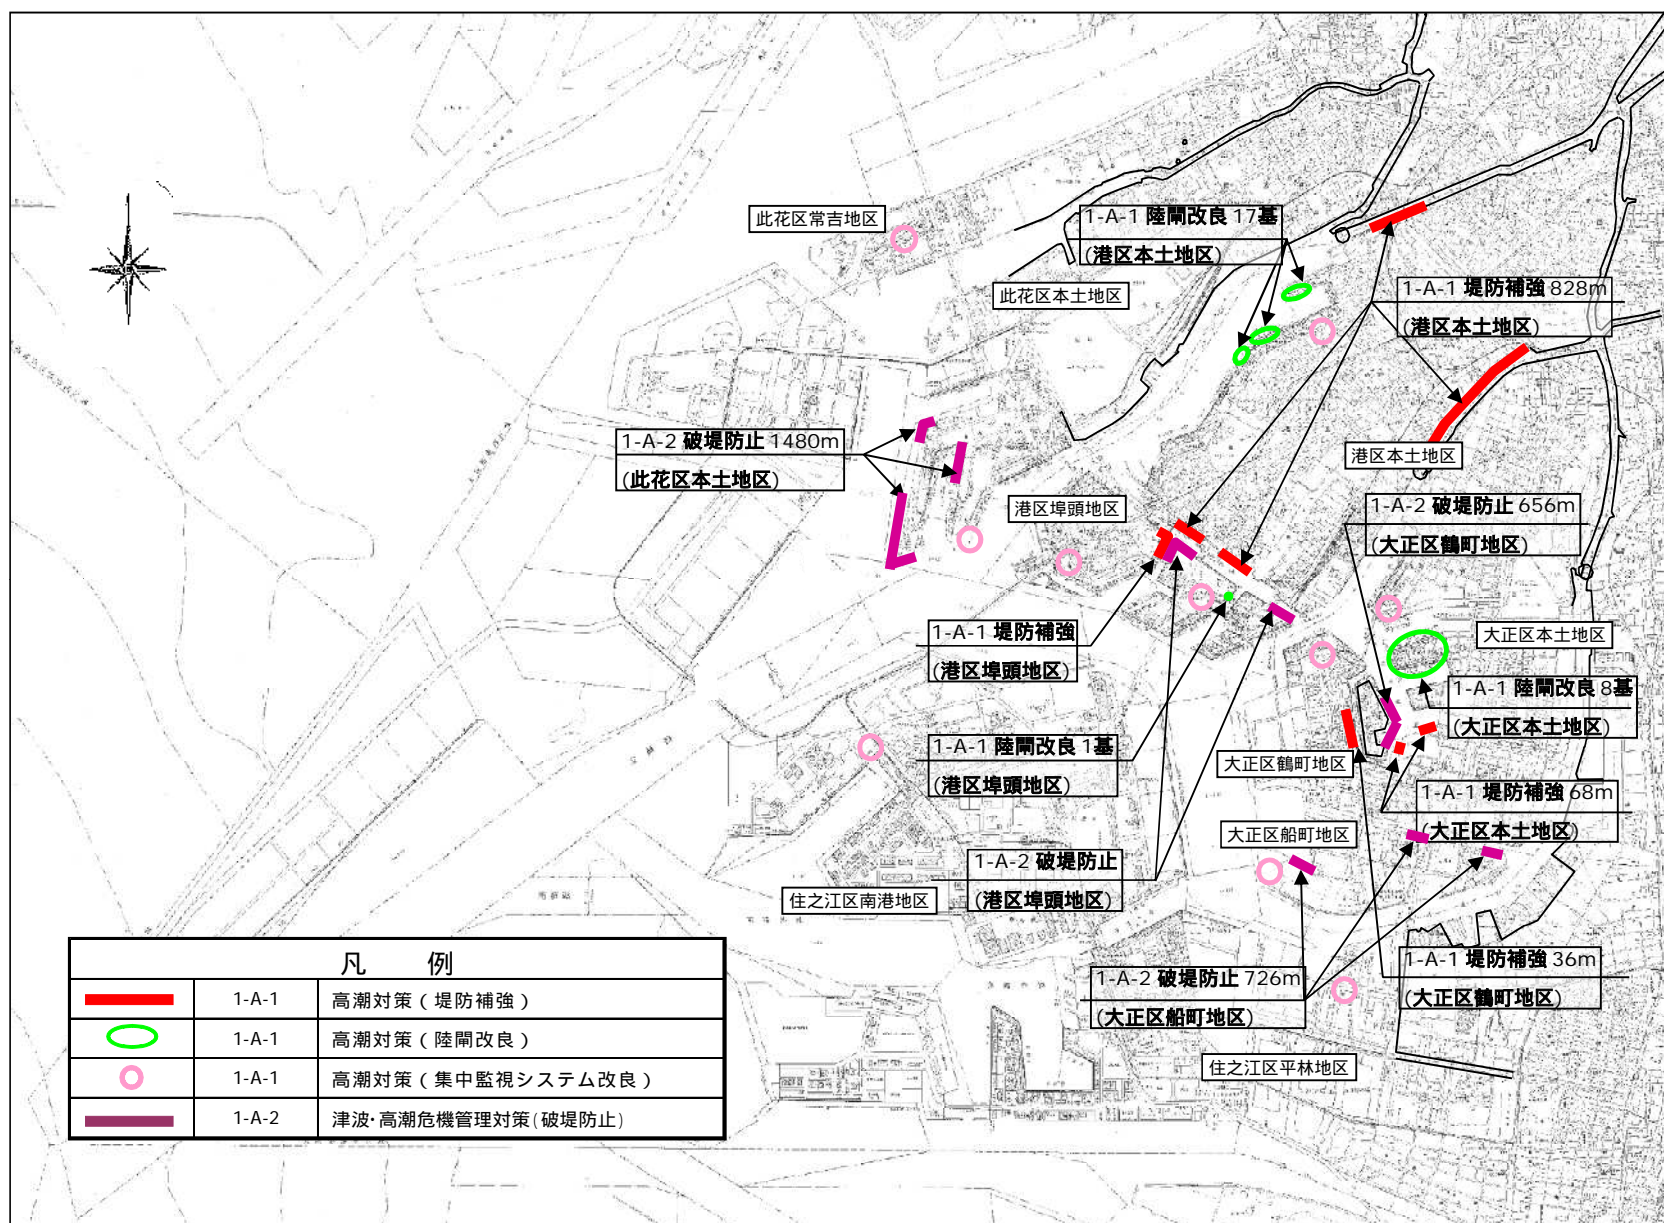 此花区常吉地区
1-A-1 陸閘改良 17基
(港区本土地区)
此花区本土地区
1-A-1 堤防補強 828m
(港区本土地区)
1-A-2 破堤防止 1480m
(此花区本土地区)
港区本土地区
港区埠頭地区
1-A-2 破堤防止 656m
(大正区鶴町地区)
1-A-1 堤防補強
(港区埠頭地区)
大正区本土地区
1-A-1 陸閘改良 8基
(大正区本土地区)
1-A-1 陸閘改良 1基
(港区埠頭地区)
大正区鶴町地区
1-A-1 堤防補強 68m
(大正区本土地区)
大正区船町地区
1-A-2 破堤防止
(港区埠頭地区)
住之江区南港地区
1-A-2 破堤防止 726m
(大正区船町地区)
1-A-1 堤防補強 36m
(大正区鶴町地区)
住之江区平林地区
凡 例
1-A-1 高潮対策(堤防補強)
1-A-1 高潮対策(陸閘改良)
1-A-1 高潮対策(集中監視システム改良)
1-A-2 津波・高潮危機管理対策(破堤防止)